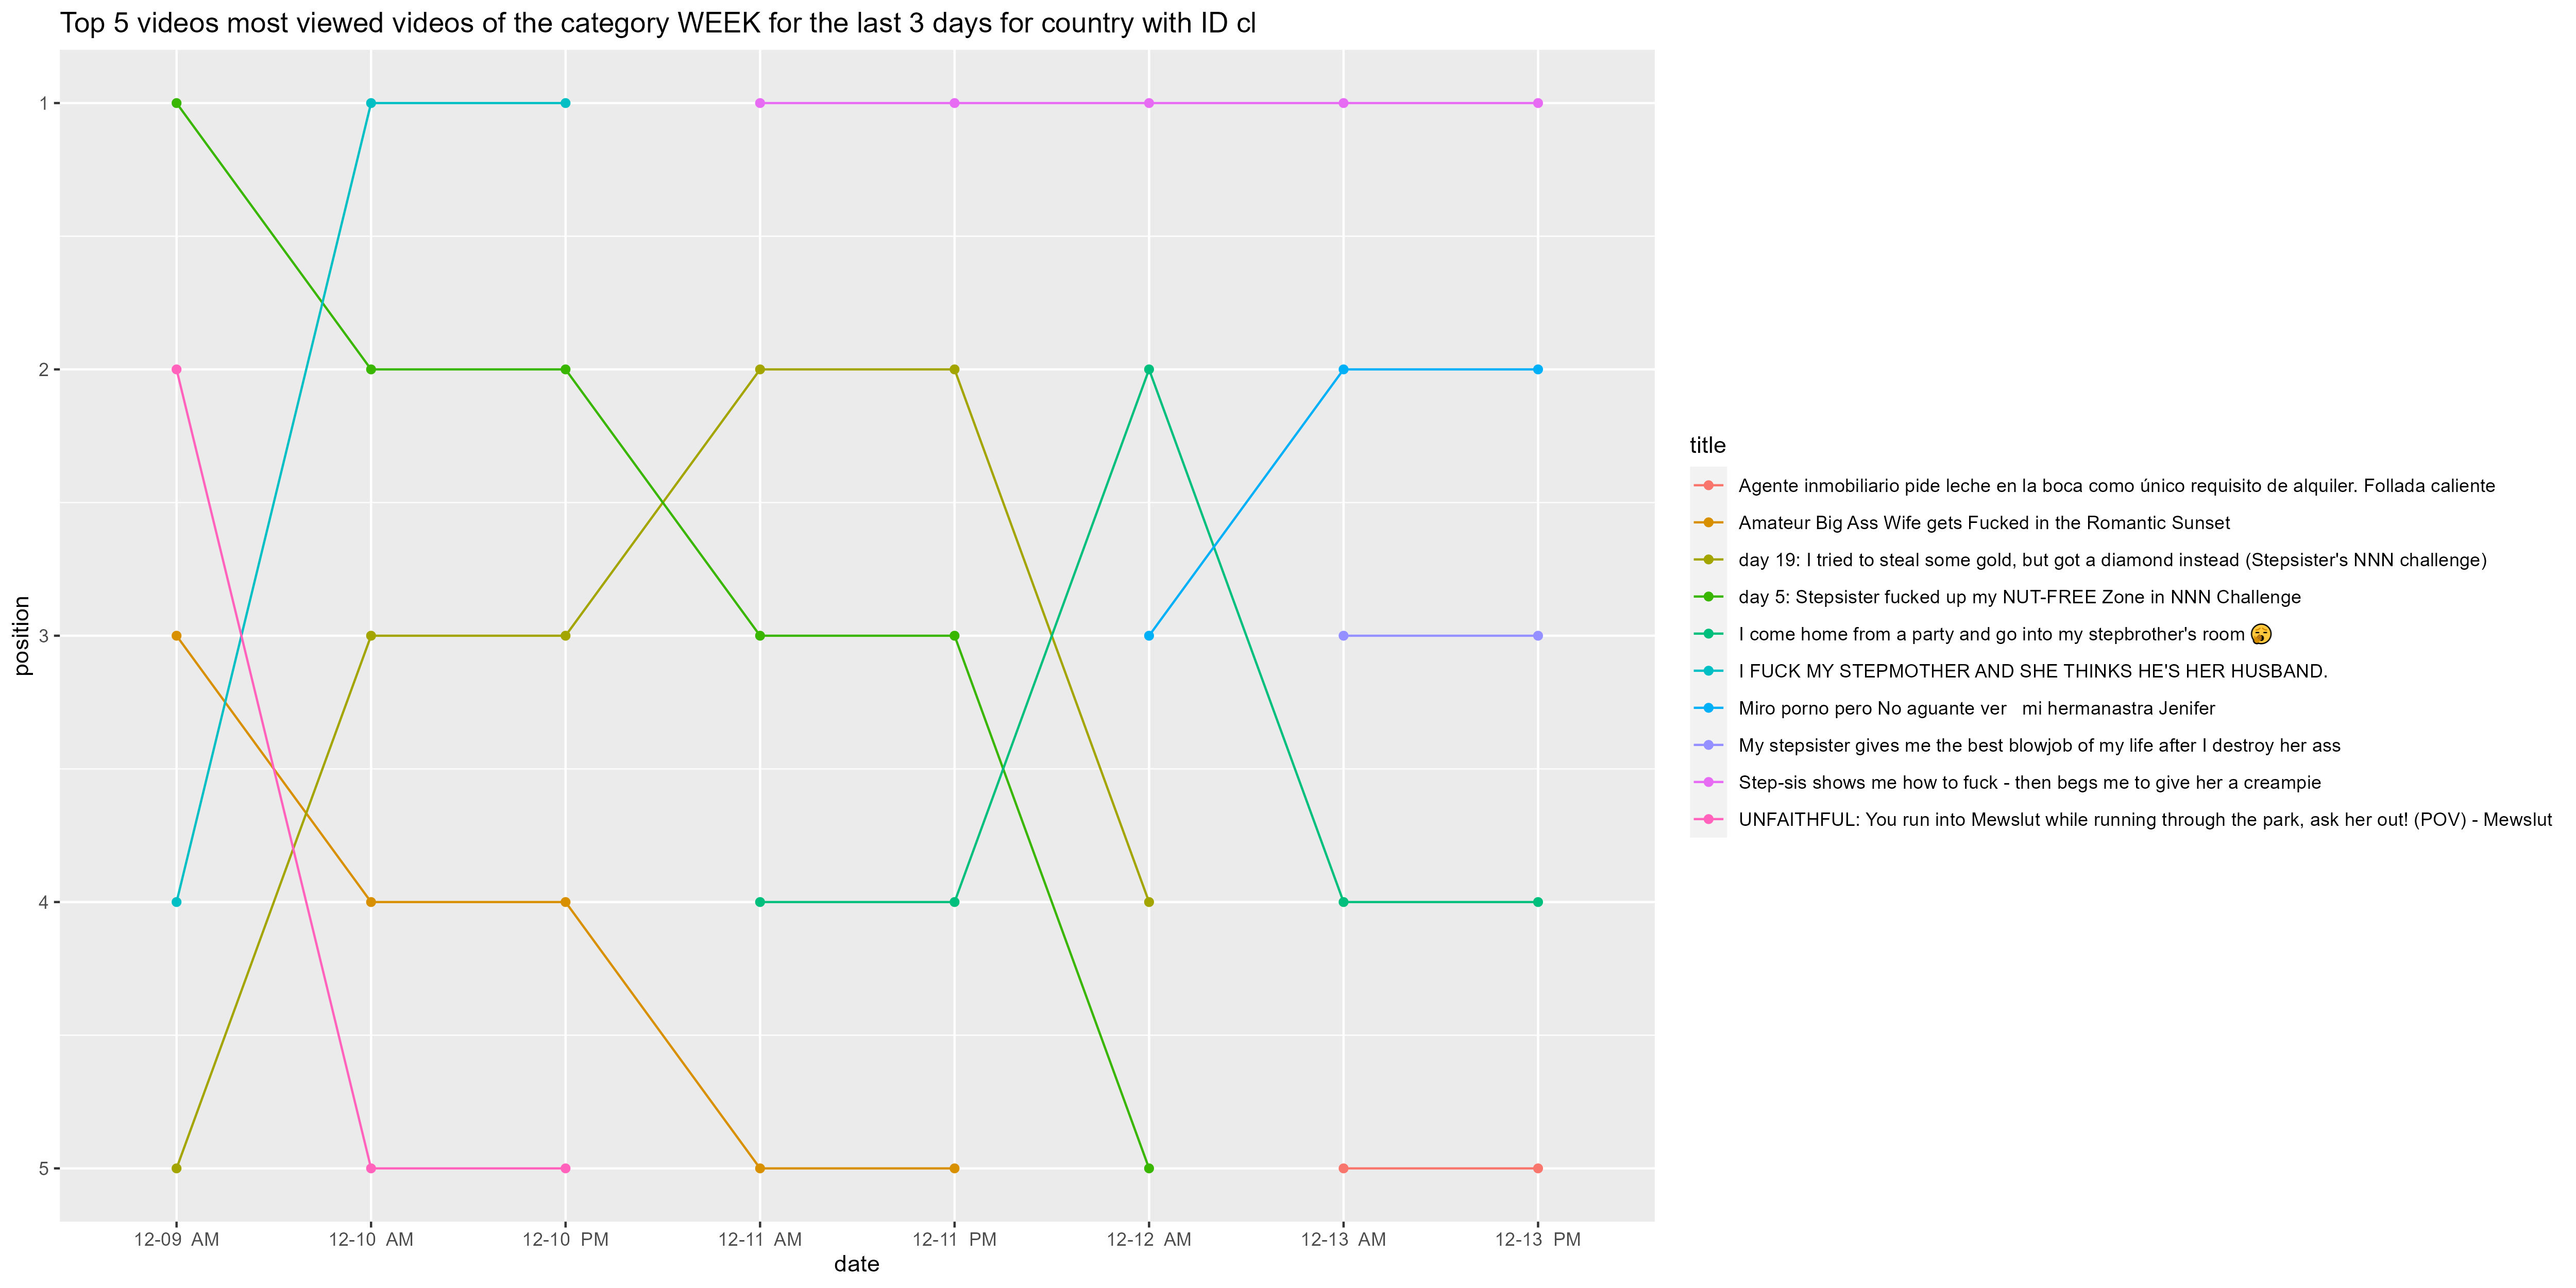 Top 5 videos most viewed videos of the category WEEK for the last 3 days for country with ID cl
position
1
2
3
4
5
12-09 AM
12-10 AM
12-10 PM
12-11 AM
12-11 PM
12-12 AM
12-13 AM
12-13 PM
date
title
Agente inmobiliario pide leche en la boca como único requisito de alquiler. Follada caliente
Amateur Big Ass Wife gets Fucked in the Romantic Sunset
day 19: I tried to steal some gold, but got a diamond instead (Stepsister's NNN challenge)
day 5: Stepsister fucked up my NUT-FREE Zone in NNN Challenge
I come home from a party and go into my stepbrother's room 🥱
I FUCK MY STEPMOTHER AND SHE THINKS HE'S HER HUSBAND.
Miro porno pero No aguante ver   mi hermanastra Jenifer
My stepsister gives me the best blowjob of my life after I destroy her ass
Step-sis shows me how to fuck - then begs me to give her a creampie
UNFAITHFUL: You run into Mewslut while running through the park, ask her out! (POV) - Mewslut